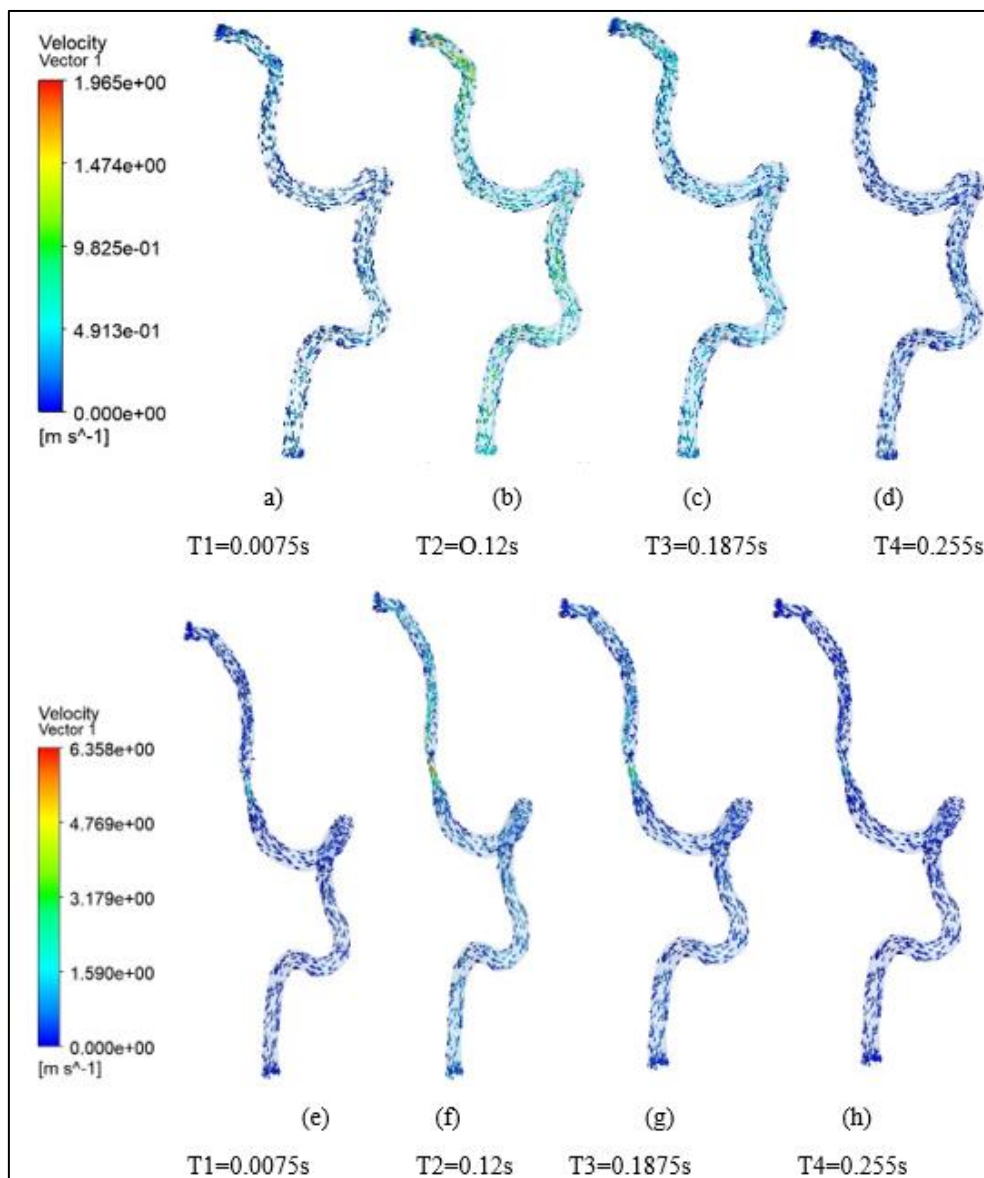 Velocity
Vector 1
1.965e+00
1.474e+00
9.825e-01
4.913e-01
0.000e+00
[m s^-1]
a) (b) (c) (d)
T1=0.0075s T2=O.12s T3=0.1875s T4=0.255s
Velocity
Vector 1
6.358e+00
4.769e+00
3.179e+00
1.590e+00
0.000e+00
[m s^-1]
(e) (f) (g) (h)
T1=0.0075s T2=0.12s T3=0.1875s T4=0.255s